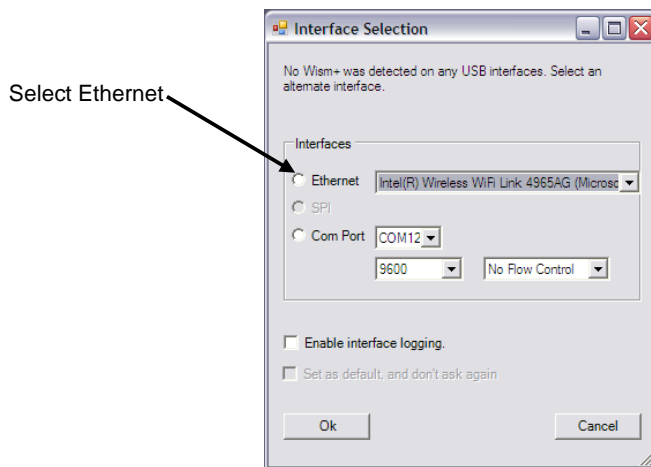 Interface Selection
No Wism+ was detected on any USB interfaces. Select an
alternate interface.
Select Ethernet
Interfaces
Ethernet
Intel(R) Wireless WiFi Link 4965AG (Microsc
SPI
Com Port
COM12
9600
No Flow Control
Enable interface logging.
Set as default, and don't ask again
Ok
Cancel